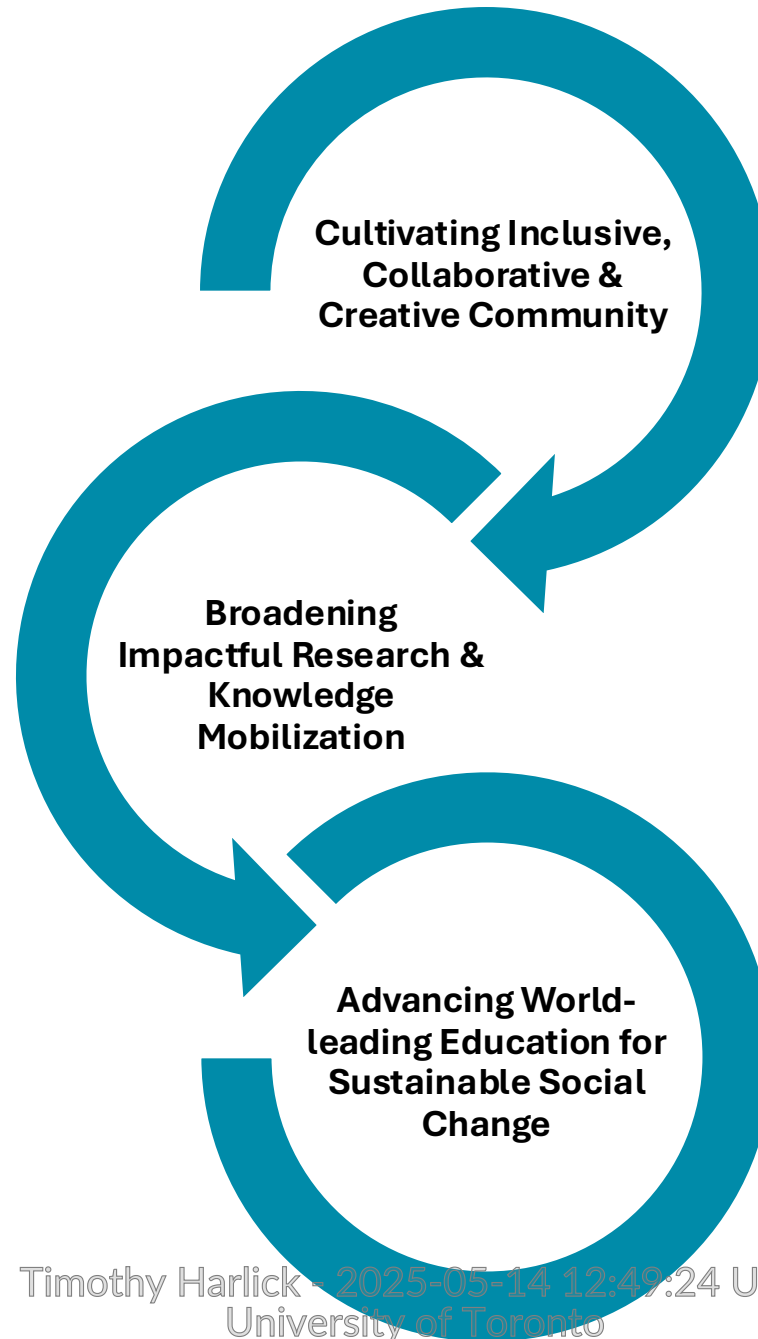 Cultivating Inclusive,
Collaborative &
Creative Community
Broadening
Impactful Research &
Knowledge
Mobilization
Advancing World-
leading Education for
Sustainable Social
Change
Timothy Harlick - 2025-05-14 12:49:24 U
University of Toronto